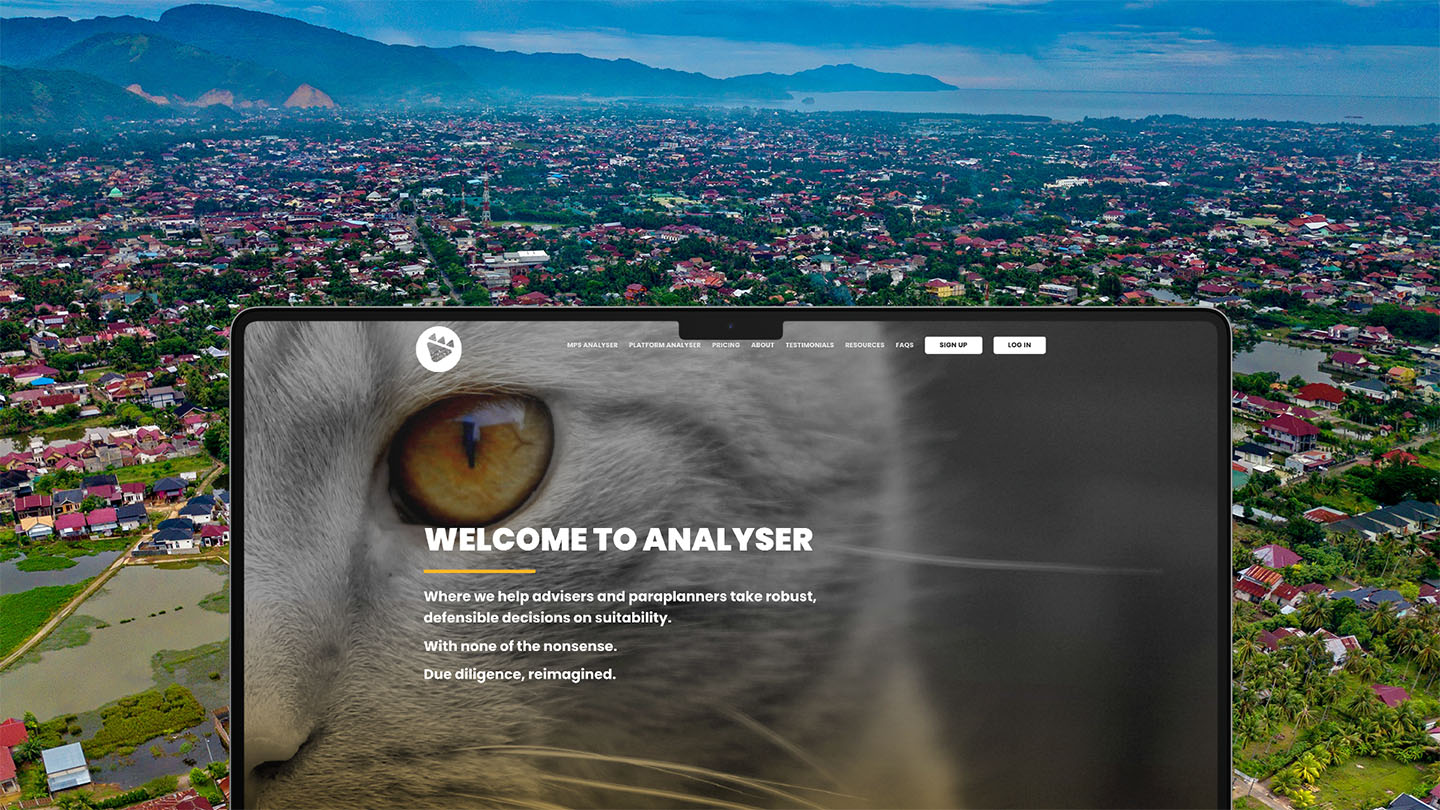 MPS ANALYSER PLATFORM ANALYSER PRICING ABOUT TESTIMONIALS RESOURCES FAQS SIGN UP LOG IN
WELCOME TO ANALYSER
Where we help advisers and paraplanners take robust,
defensible decisions on suitability.
With none of the nonsense.
Due diligence, reimagined.